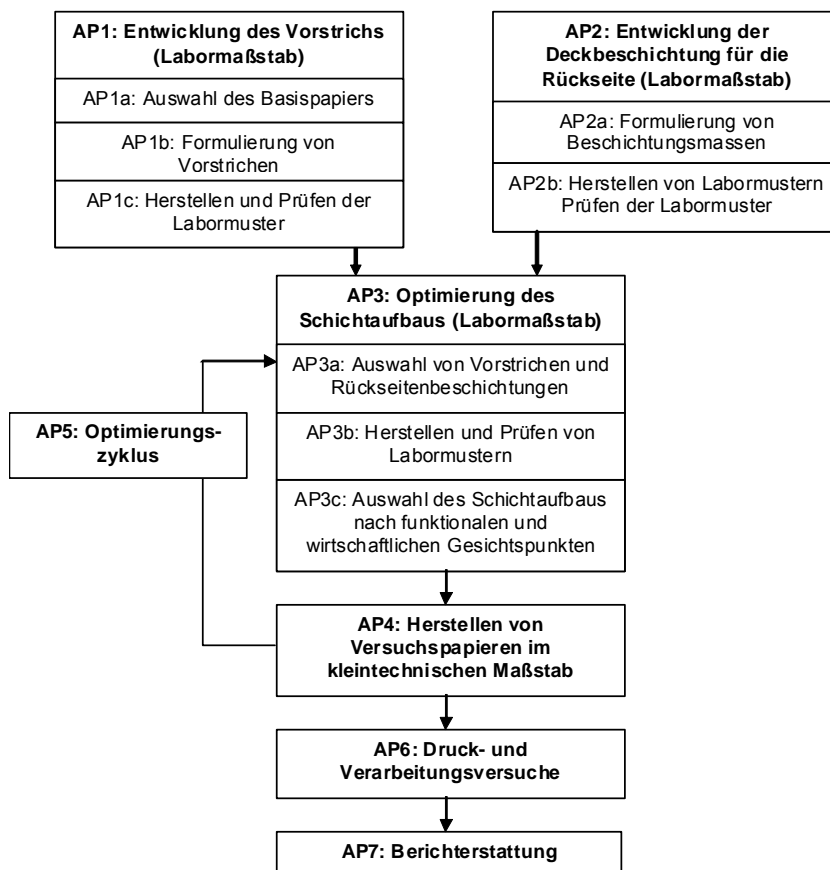 AP1: Entwicklung des Vorstrichs
(Labormaßstab)
AP1a: Auswahl des Basispapiers
AP1b: Formulierung von
Vorstrichen
AP1c: Herstellen und Prüfen der
Labormuster
AP2: Entwicklung der
Deckbeschichtung für die
Rückseite (Labormaßstab)
AP2a: Formulierung von
Beschichtungsmassen
AP2b: Herstellen von Labormustern
Prüfen der Labormuster
AP3: Optimierung des
Schichtaufbaus (Labormaßstab)
AP3a: Auswahl von Vorstrichen und
Rückseitenbeschichtungen
AP3b: Herstellen und Prüfen von
Labormustern
AP3c: Auswahl des Schichtaufbaus
nach funktionalen und
wirtschaftlichen Gesichtspunkten
AP5: Optimierungs-
zyklus
AP4: Herstellen von
Versuchspapieren im
kleintechnischen Maßstab
AP6: Druck- und
Verarbeitungsversuche
AP7: Berichterstattung